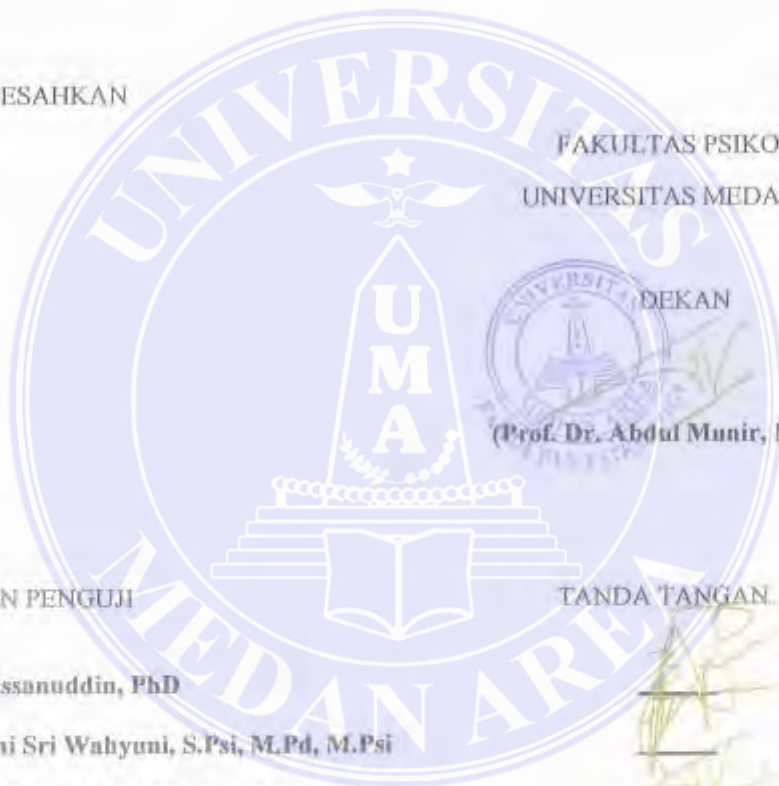 ESAHKAN
FAKULTAS PSIKO
UNIVERSITAS MEDA
DEKAN
(Prof. Dr. Abdul Munir,
N PENGUJI
TANDA TANGAN
ssanuddin, PhD
ni Sri Wahyuni, S.Psi, M.Pd, M.Psi
UNIVERSITAS
MEDAN AREA
UMA
UNIVERSITAS